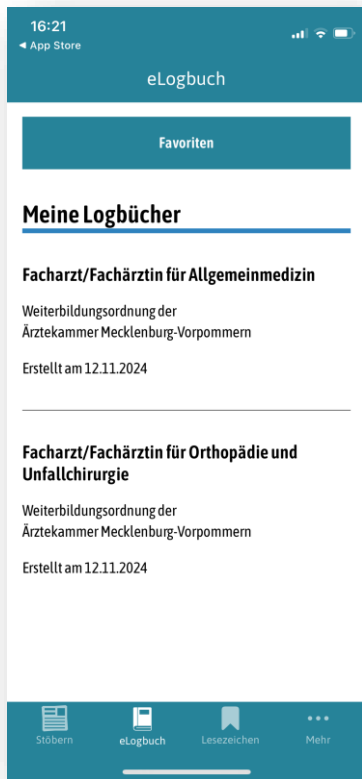 16:21
◀ App Store
eLogbuch
Favoriten
Meine Logbücher
Facharzt/Fachärztin für Allgemeinmedizin
Weiterbildungsordnung der
Ärztekammer Mecklenburg-Vorpommern
Erstellt am 12.11.2024
Facharzt/Fachärztin für Orthopädie und
Unfallchirurgie
Weiterbildungsordnung der
Ärztekammer Mecklenburg-Vorpommern
Erstellt am 12.11.2024
Stöbern eLogbuch Lesezeichen Mehr